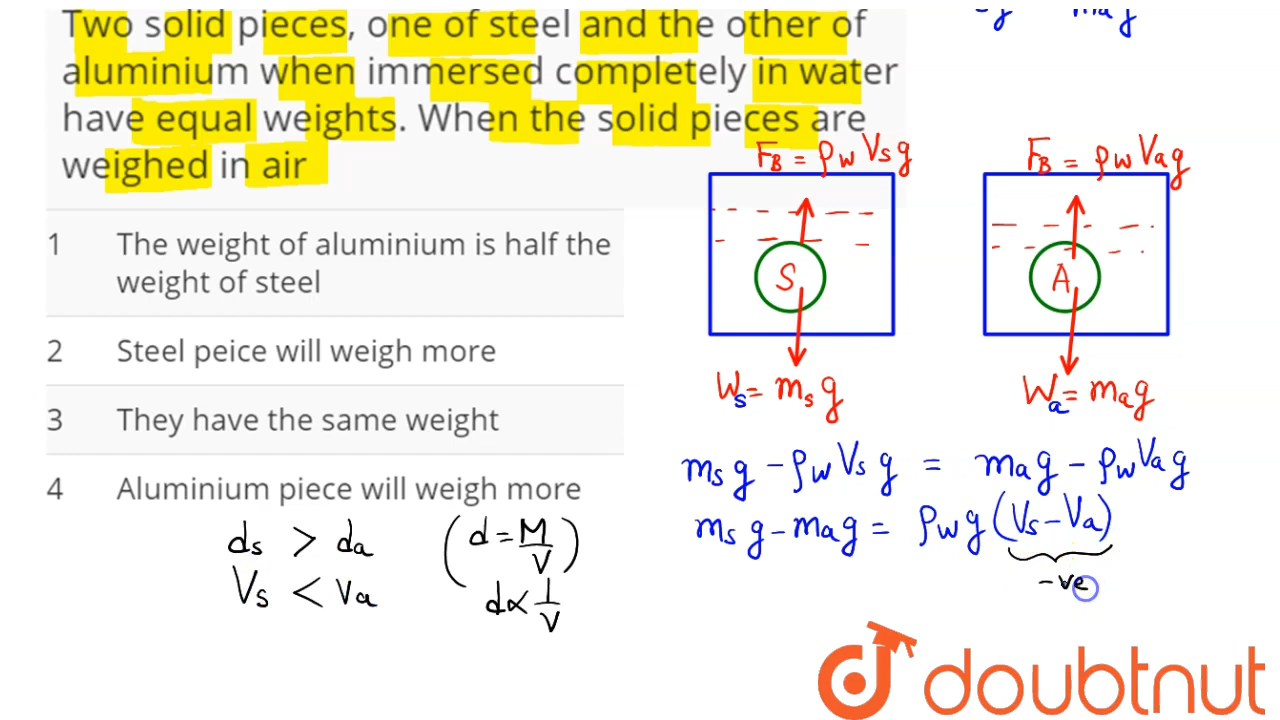 Two solid pieces, one of steel and the other of
aluminium when immersed completely in water
have equal weights. When the solid pieces are
weighed in air
1 The weight of aluminium is half the
weight of steel
2 Steel peice will weigh more
3 They have the same weight
4 Aluminium piece will weigh more
ds > da (d = M/V)
Vs < Va d∝ 1/V
mag
FB = ρw Vs g FB = ρw Va g
S A
Ws = ms g Wa = mag
ms g - ρw Vs g = mag - ρw Va g
ms g - mag = ρw g (Vs - Va)
-ve
doubtnut